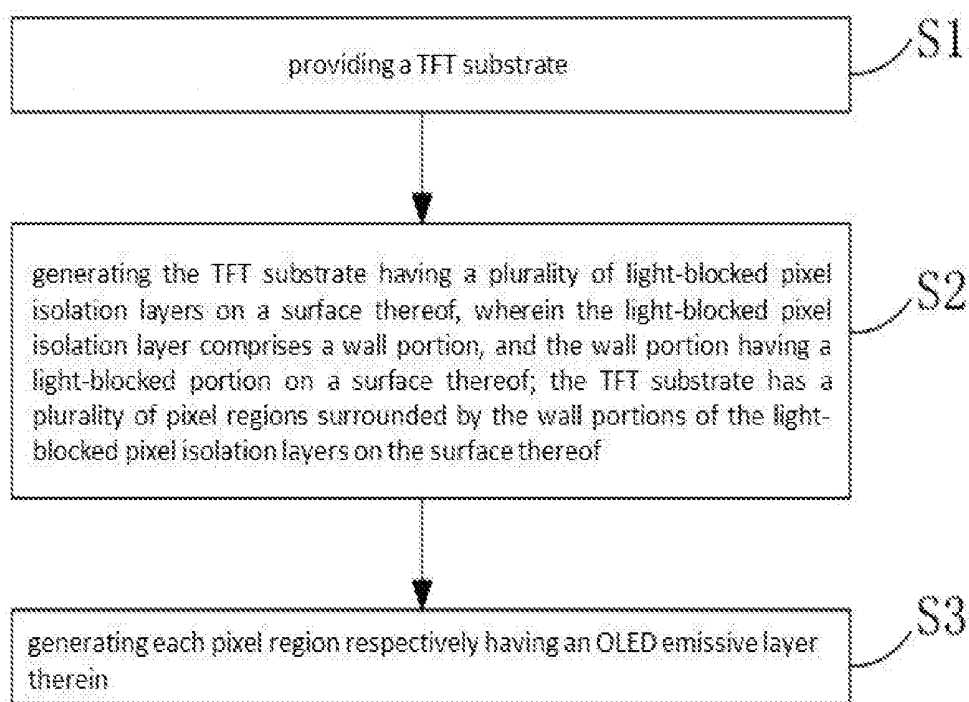 providing a TFT substrate
S1
generating the TFT substrate having a plurality of light-blocked pixel
isolation layers on a surface thereof, wherein the light-blocked pixel
isolation layer comprises a wall portion, and the wall portion having a
light-blocked portion on a surface thereof; the TFT substrate has a
plurality of pixel regions surrounded by the wall portions of the light-
blocked pixel isolation layers on the surface thereof
S2
generating each pixel region respectively having an OLED emissive layer
therein
S3